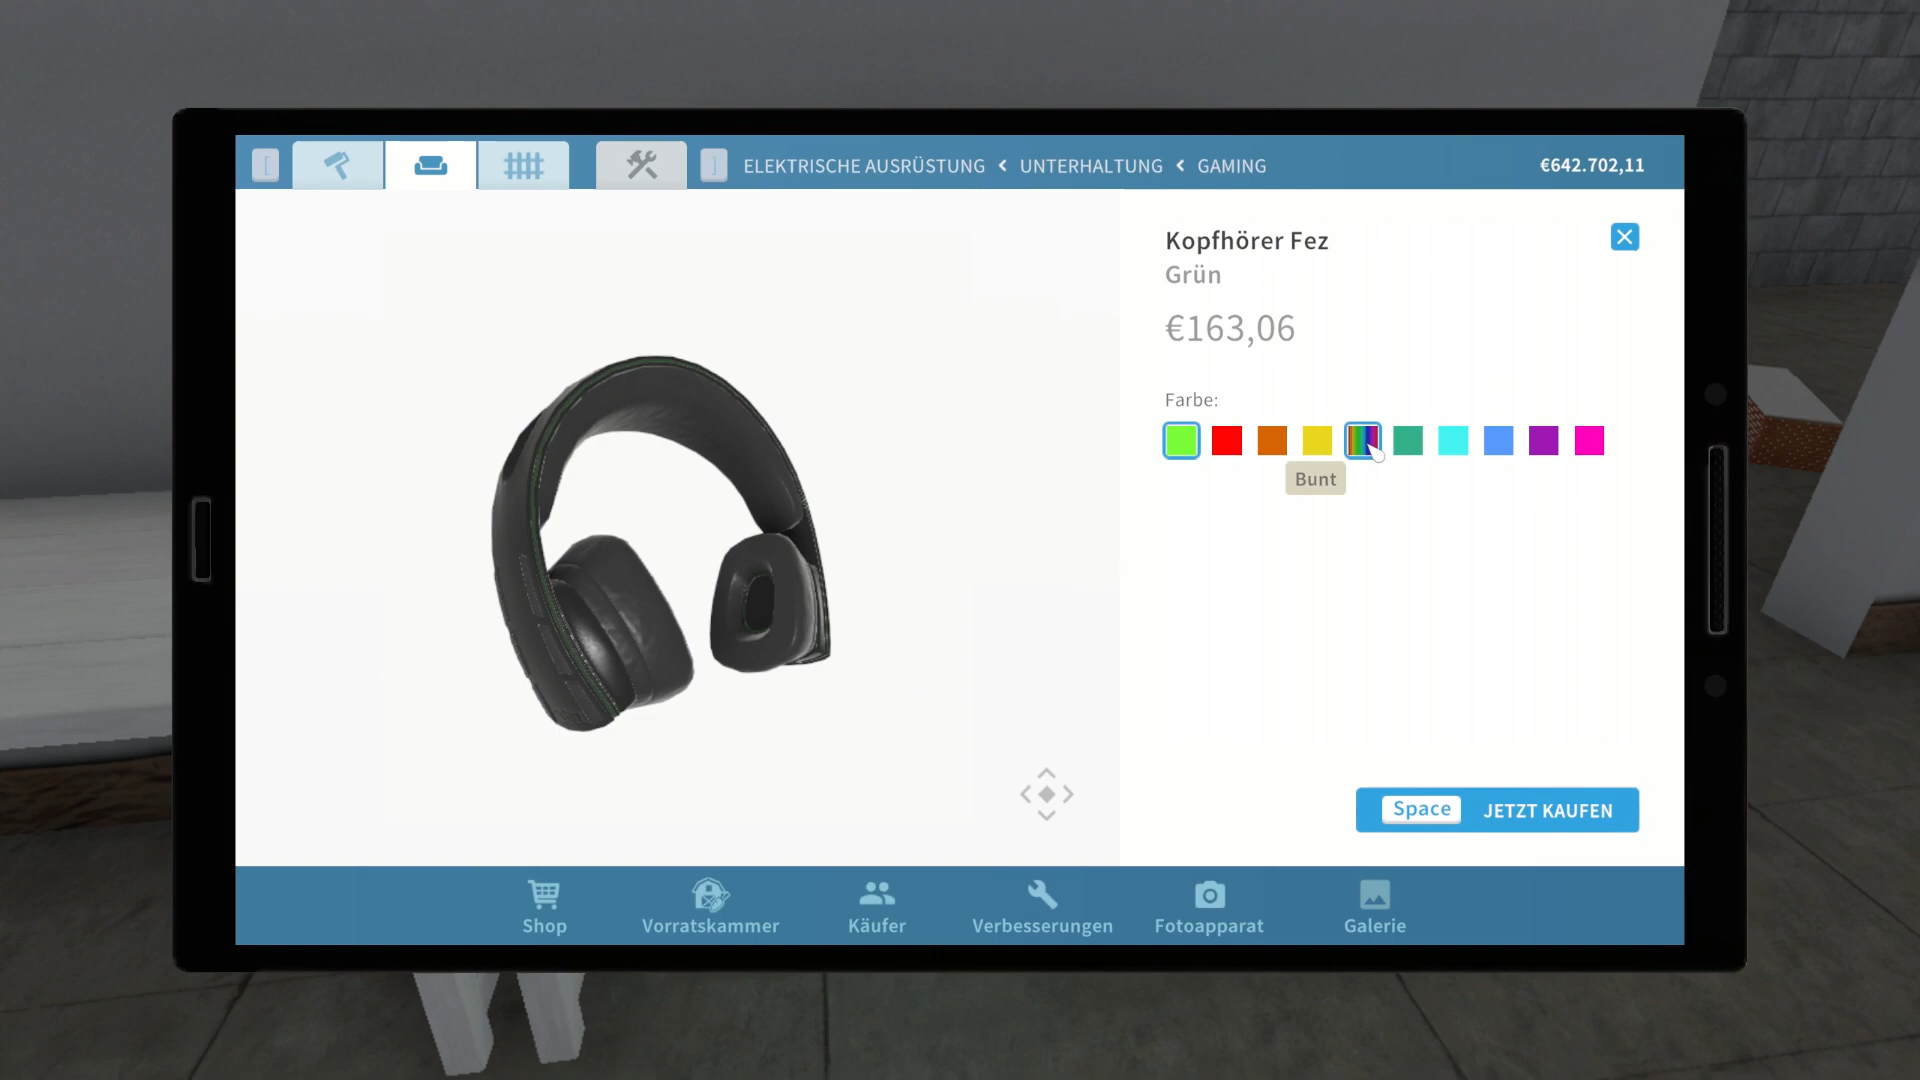 [
]
ELEKTRISCHE AUSRÜSTUNG < UNTERHALTUNG < GAMING
€642.702,11
Kopfhörer Fez
Grün
€163,06
Farbe:
Bunt
Space JETZT KAUFEN
Shop
Vorratskammer
Käufer
Verbesserungen
Fotoapparat
Galerie